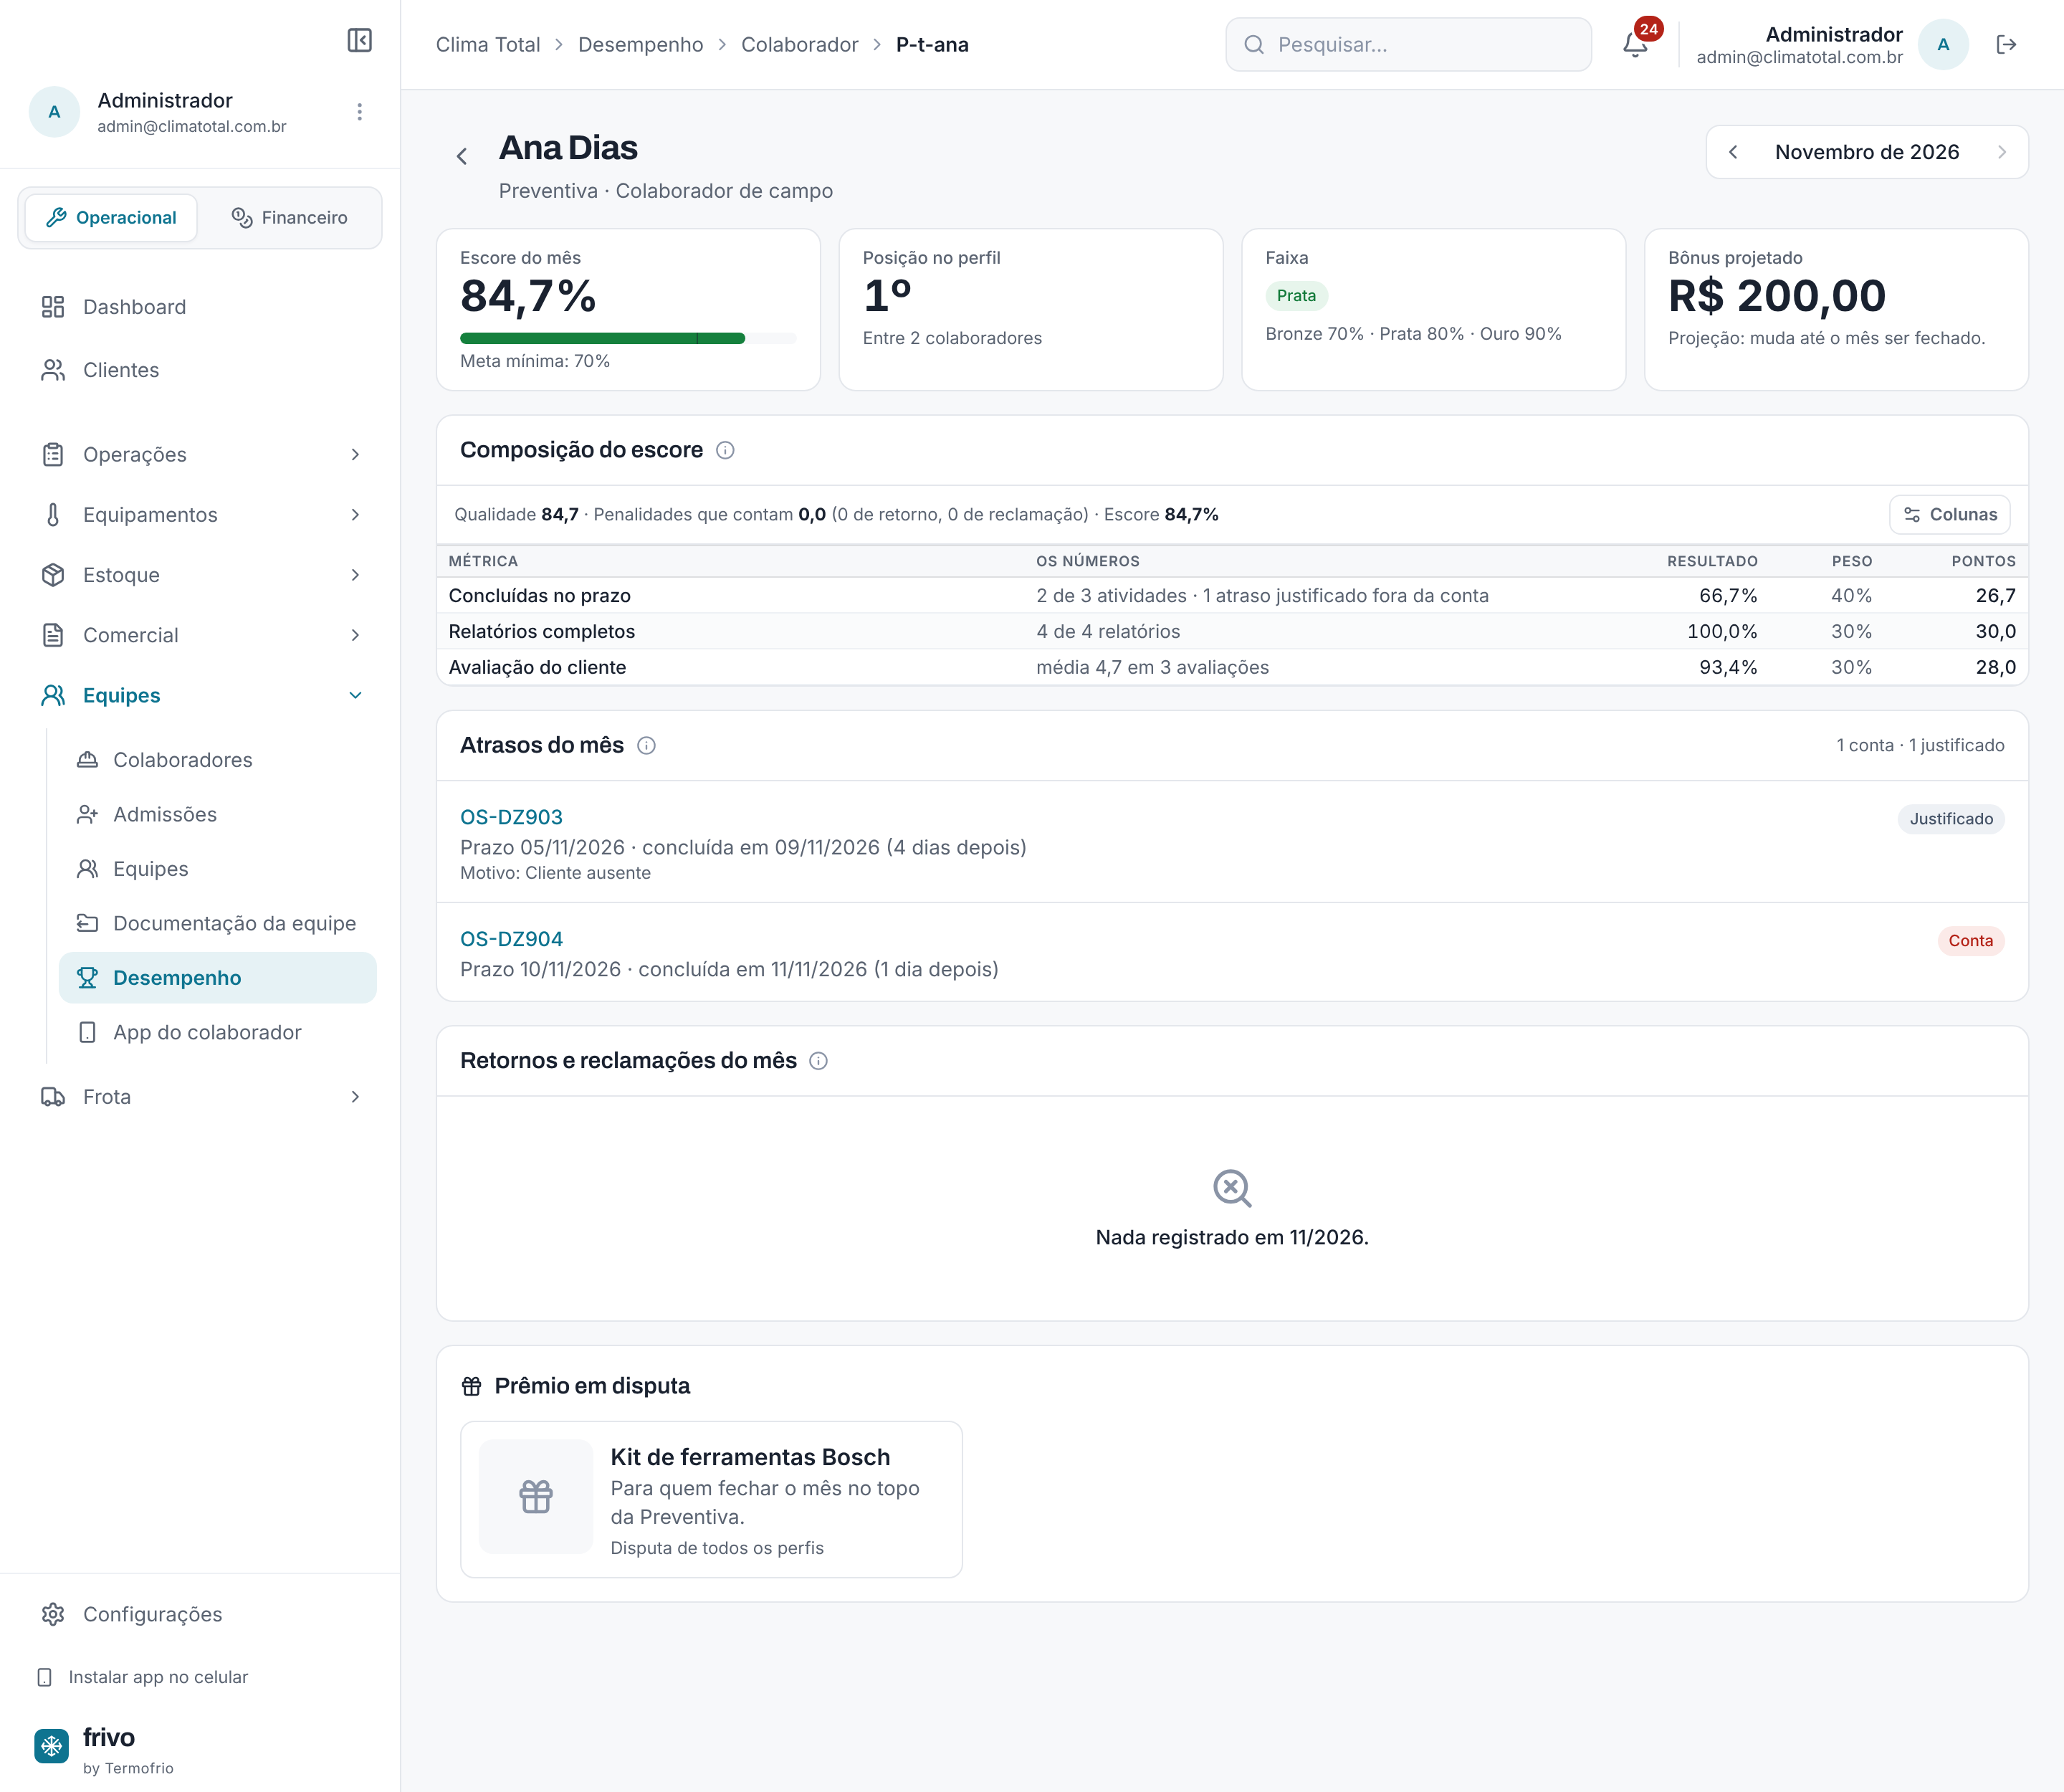 Clima Total > Desempenho > Colaborador > P-t-ana
Pesquisar...
24
Administrador
admin@climatotal.com.br
A
A
Administrador
admin@climatotal.com.br
Operacional
Financeiro
Dashboard
Clientes
Operações
Equipamentos
Estoque
Comercial
Equipes
Colaboradores
Admissões
Equipes
Documentação da equipe
Desempenho
App do colaborador
Frota
Configurações
Instalar app no celular
frivo
by Termofrio
Ana Dias
Preventiva · Colaborador de campo
Novembro de 2026
Escore do mês
84,7%
Meta mínima: 70%
Posição no perfil
1º
Entre 2 colaboradores
Faixa
Prata
Bronze 70% · Prata 80% · Ouro 90%
Bônus projetado
R$ 200,00
Projeção: muda até o mês ser fechado.
Composição do escore
Qualidade 84,7 · Penalidades que contam 0,0 (0 de retorno, 0 de reclamação) · Escore 84,7%
Colunas
MÉTRICA OS NÚMEROS RESULTADO PESO PONTOS
Concluídas no prazo 2 de 3 atividades · 1 atraso justificado fora da conta 66,7% 40% 26,7
Relatórios completos 4 de 4 relatórios 100,0% 30% 30,0
Avaliação do cliente média 4,7 em 3 avaliações 93,4% 30% 28,0
Atrasos do mês
1 conta · 1 justificado
OS-DZ903
Justificado
Prazo 05/11/2026 · concluída em 09/11/2026 (4 dias depois)
Motivo: Cliente ausente
OS-DZ904
Conta
Prazo 10/11/2026 · concluída em 11/11/2026 (1 dia depois)
Retornos e reclamações do mês
Nada registrado em 11/2026.
Prêmio em disputa
Kit de ferramentas Bosch
Para quem fechar o mês no topo
da Preventiva.
Disputa de todos os perfis